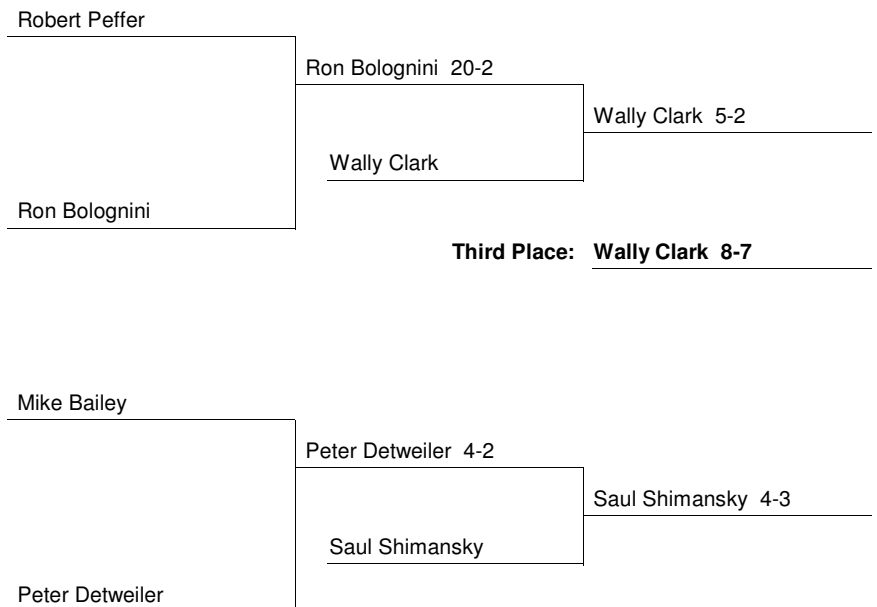 Robert Peffer
Ron Bolognini 20-2
Wally Clark 5-2
Wally Clark
Ron Bolognini
Third Place: Wally Clark 8-7
Mike Bailey
Peter Detweiler 4-2
Saul Shimansky 4-3
Saul Shimansky
Peter Detweiler